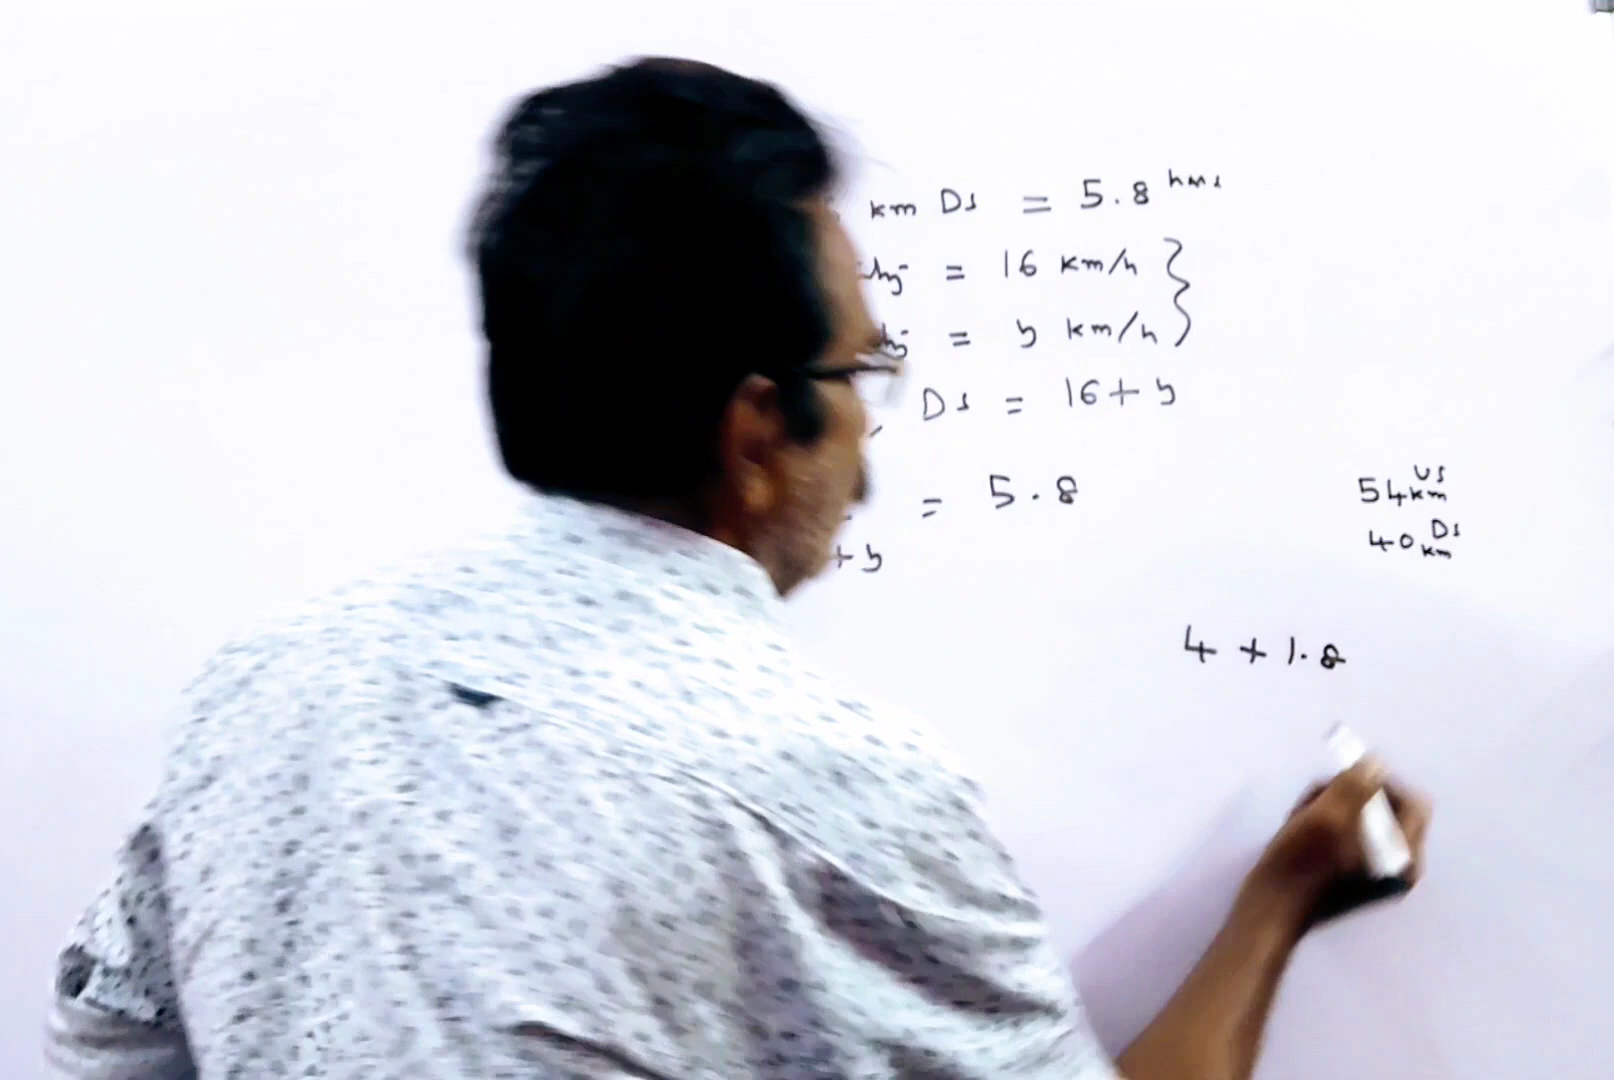 km Ds = 5.8 hrs
= 16 km/h }
= y km/h
Ds = 16 + y
= 5.8
+ y
54 km US
40 km Ds
4 + 1.8